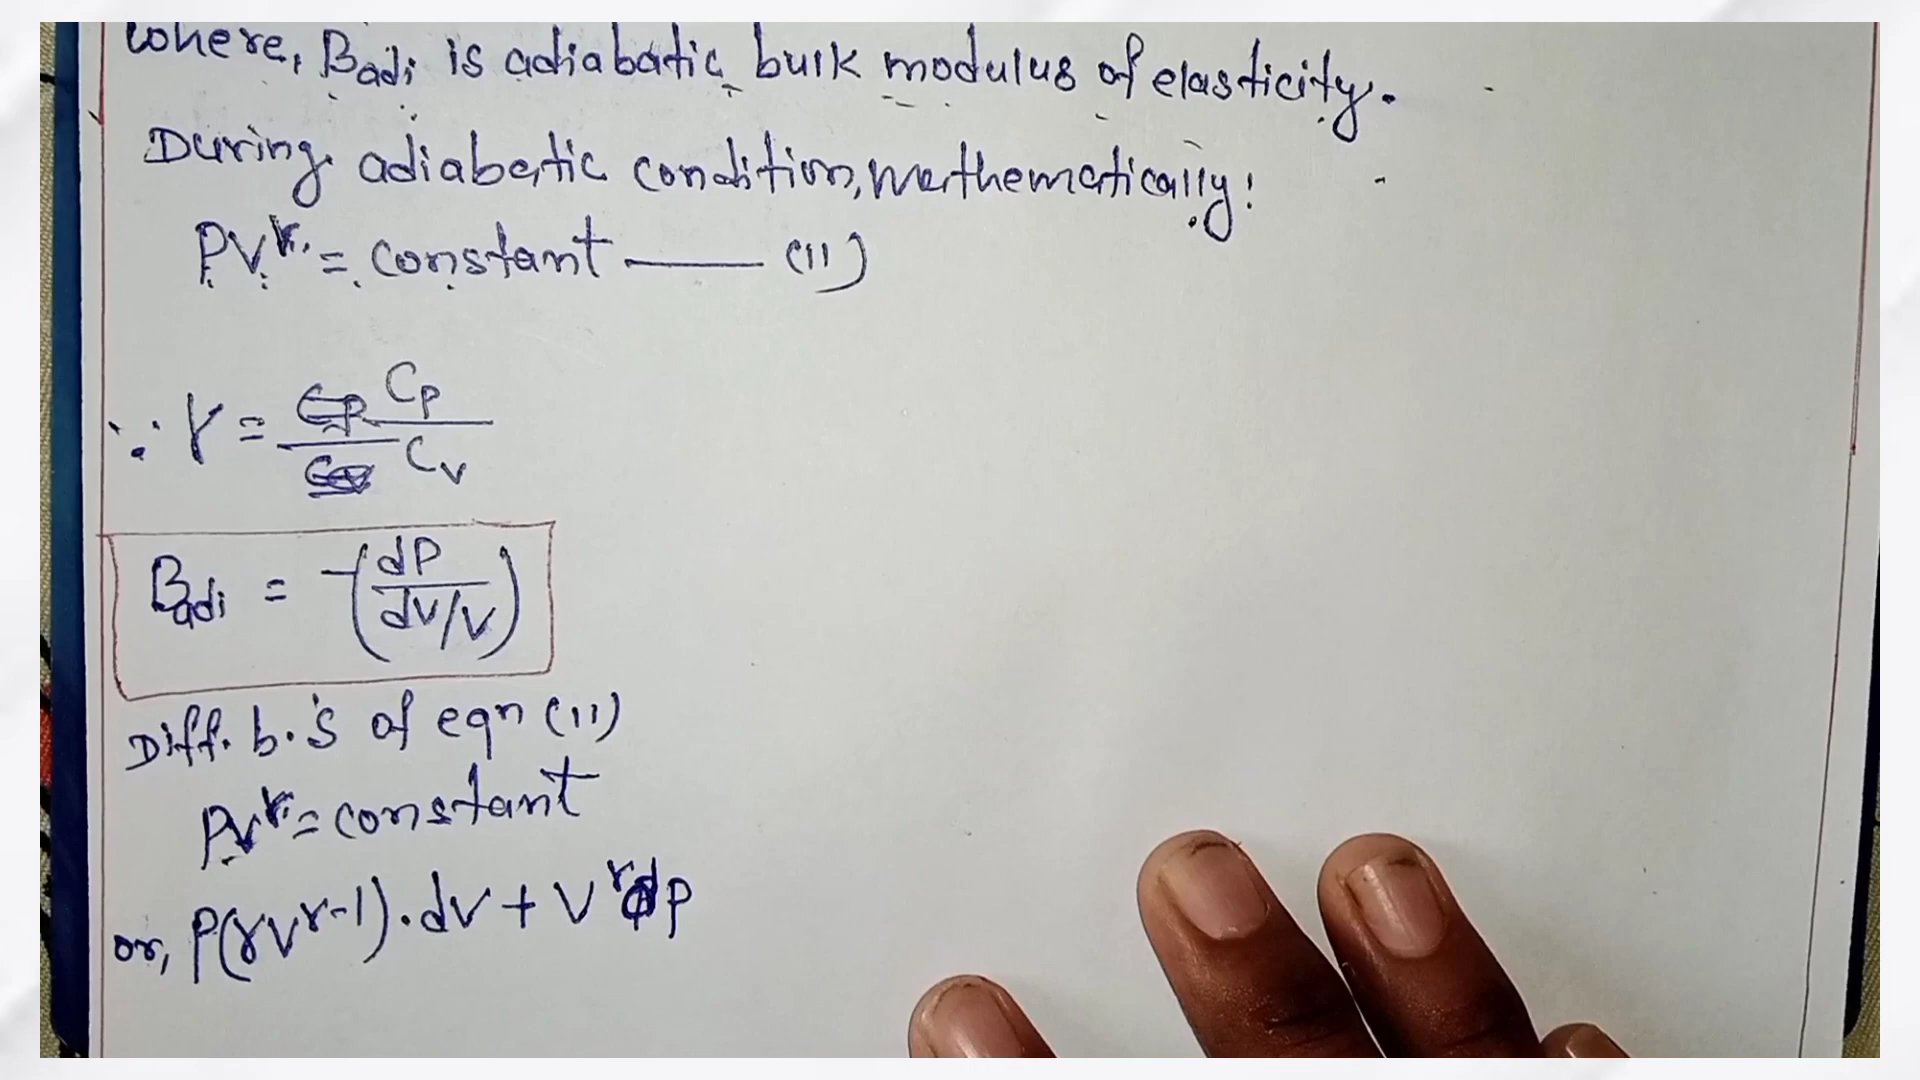 where, Badi is adiabatic bulk modulus of elasticity.
During adiabatic condition, mathematically!
PV^γ = constant —— (11)
∵ γ = Cp / Cv
Badi = -(dP / dV/V)
Diff. b.'s of eqn (11)
PV^γ = constant
or, P(γV^γ-1).dv + V^γdp